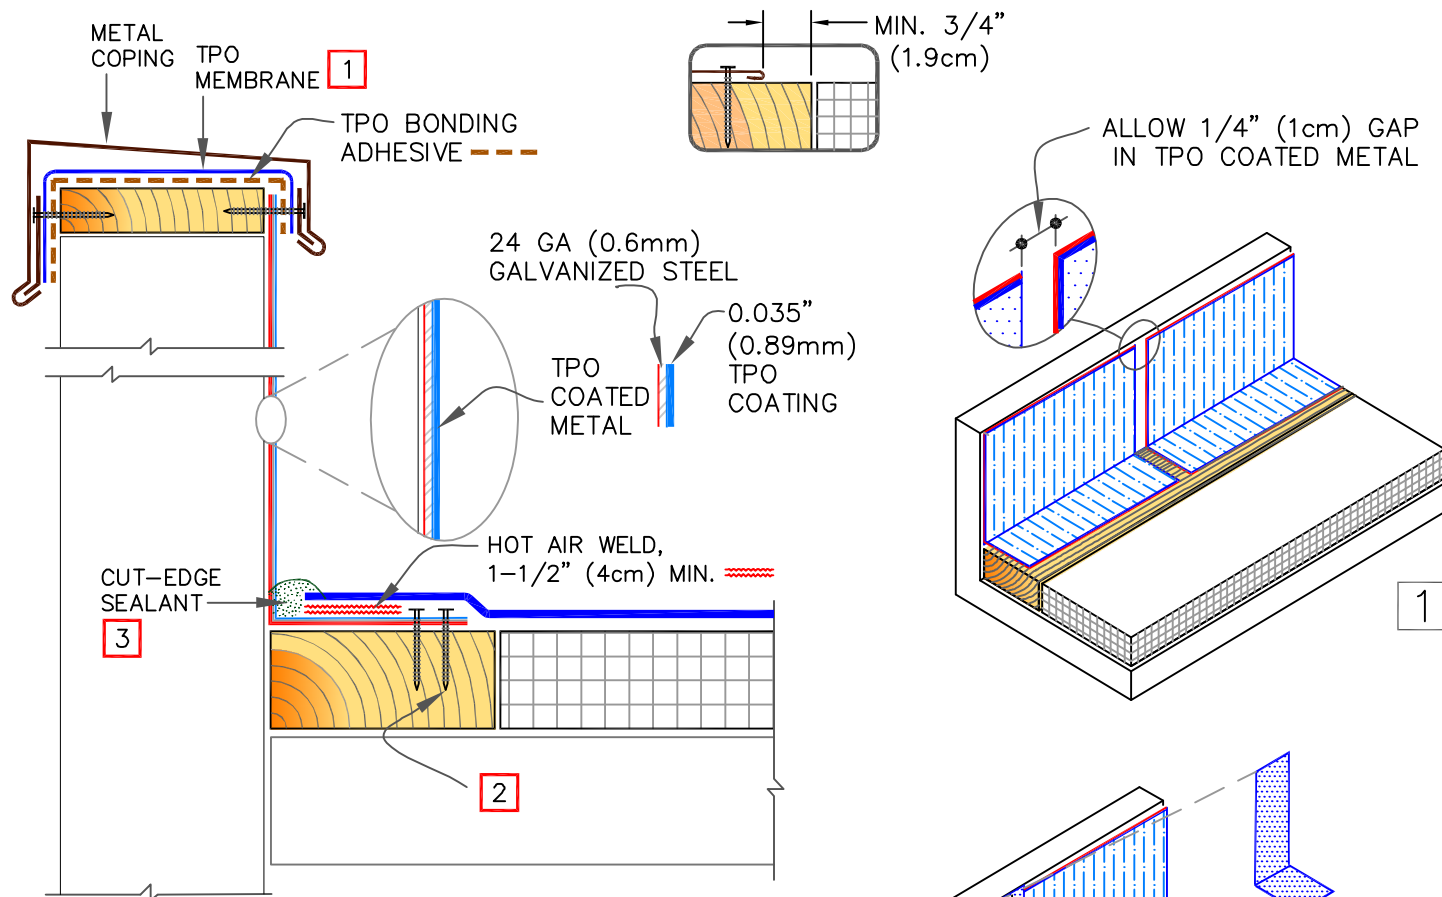 METAL
COPING
TPO
MEMBRANE
1
TPO BONDING
ADHESIVE
MIN. 3/4"
(1.9cm)
ALLOW 1/4" (1cm) GAP
IN TPO COATED METAL
24 GA (0.6mm)
GALVANIZED STEEL
0.035"
(0.89mm)
TPO
COATING
TPO
COATED
METAL
HOT AIR WELD,
1-1/2" (4cm) MIN.
CUT-EDGE
SEALANT
3
2
1